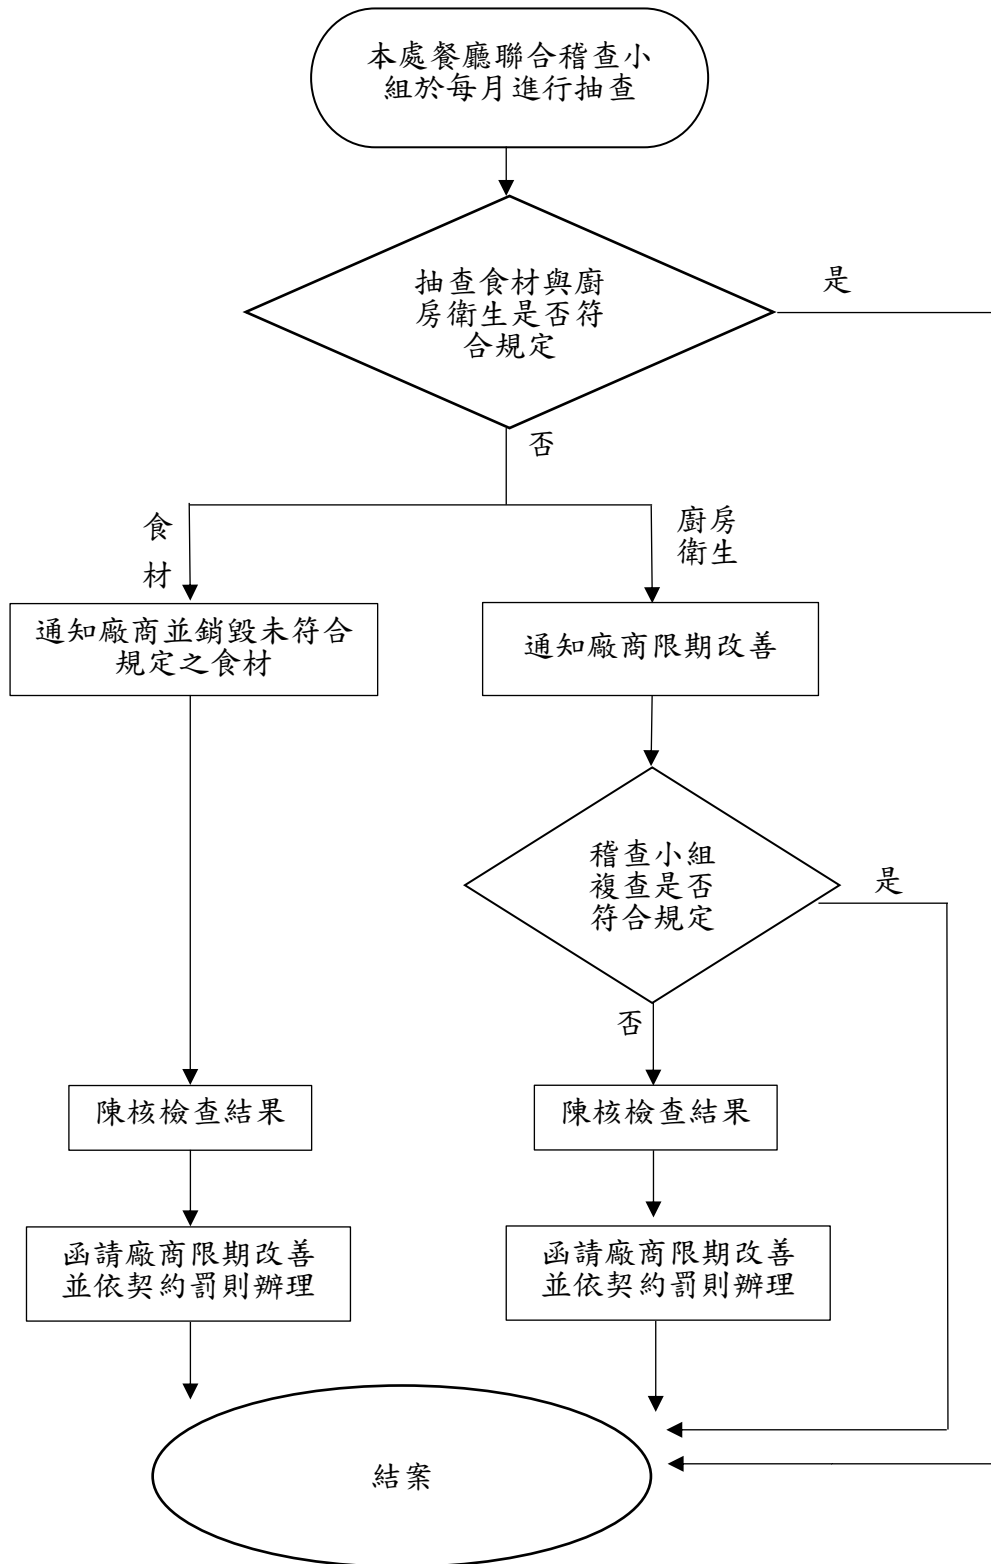 本處餐廳聯合稽查小
組於每月進行抽查
抽查食材與廚
房衛生是否符
合規定
是
否
食
材
廚房
衛生
通知廠商並銷毀未符合
規定之食材
通知廠商限期改善
稽查小組
複查是否
符合規定
是
否
陳核檢查結果
陳核檢查結果
函請廠商限期改善
並依契約罰則辦理
函請廠商限期改善
並依契約罰則辦理
結案